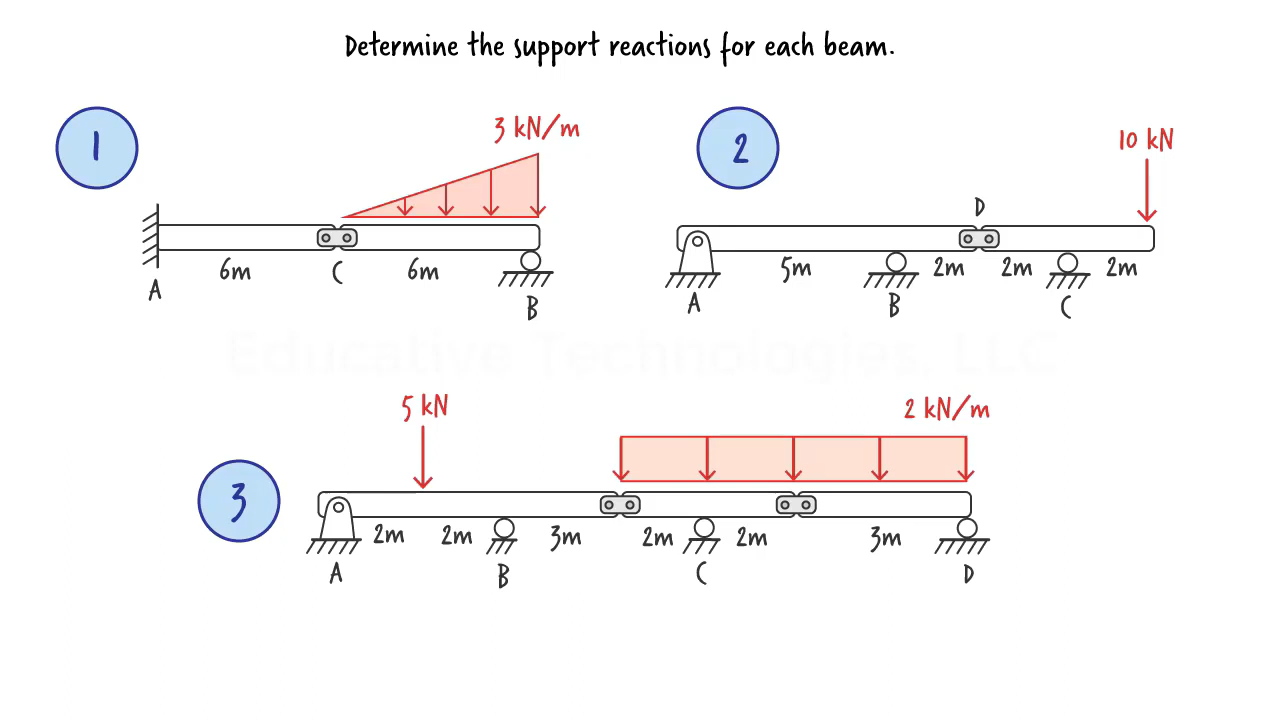 Determine the support reactions for each beam.
1
3 kN/m
6m
6m
A
C
B
2
10 kN
D
5m
2m
2m
2m
A
B
C
Educative Technologies, LLC
3
5 kN
2 kN/m
2m
2m
3m
2m
2m
3m
A
B
C
D